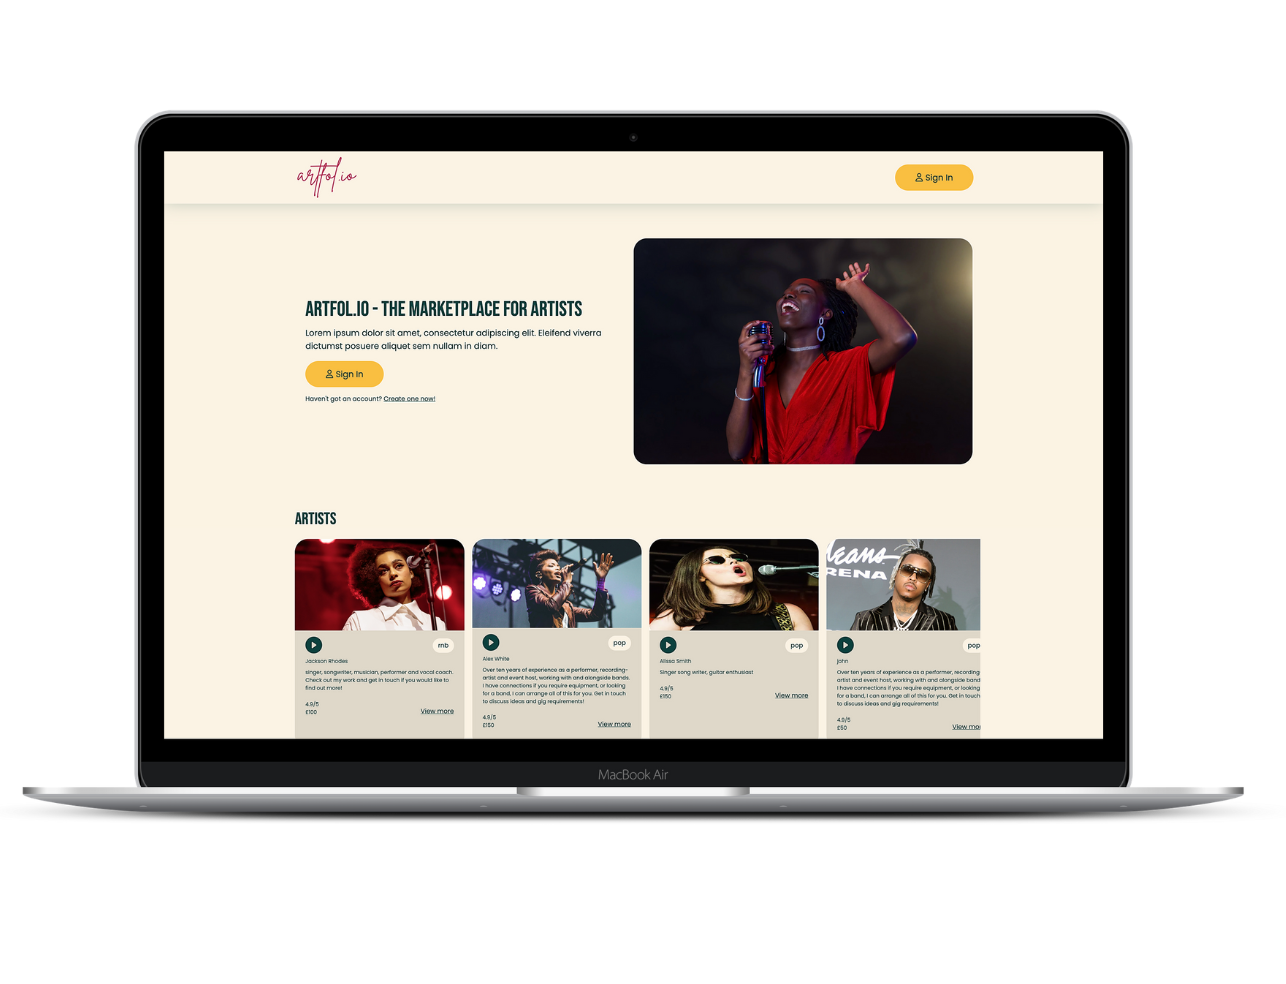 artfol.io
Sign In
ARTFOL.IO - THE MARKETPLACE FOR ARTISTS
Lorem ipsum dolor sit amet, consectetur adipiscing elit. Eleifend viverra
dictumst posuere aliquet sem nullam in diam.
Sign In
Haven't got an account? Create one now!
ARTISTS
rnb
Jackson Rhodes
singer, songwriter, musician, performer and vocal coach.
Check out my work and get in touch if you would like to
find out more!
4.9/5
£100
View more
pop
Alex White
Over ten years of experience as a performer, recording-
artist and event host, working with and alongside bands.
I have connections if you require equipment, or looking
for a band, I can arrange all of this for you. Get in touch
to discuss ideas and gig requirements!
4.9/5
£150
View more
pop
Alissa Smith
Singer song writer, guitar enthusiast
4.9/5
£150
View more
eans
RENA
pop
john
Over ten years of experience as a performer, recording
artist and event host, working with and alongside band
I have connections if you require equipment, or looking
for a band, I can arrange all of this for you. Get in touch
to discuss ideas and gig requirements!
4.9/5
£50
View mo
MacBook Air